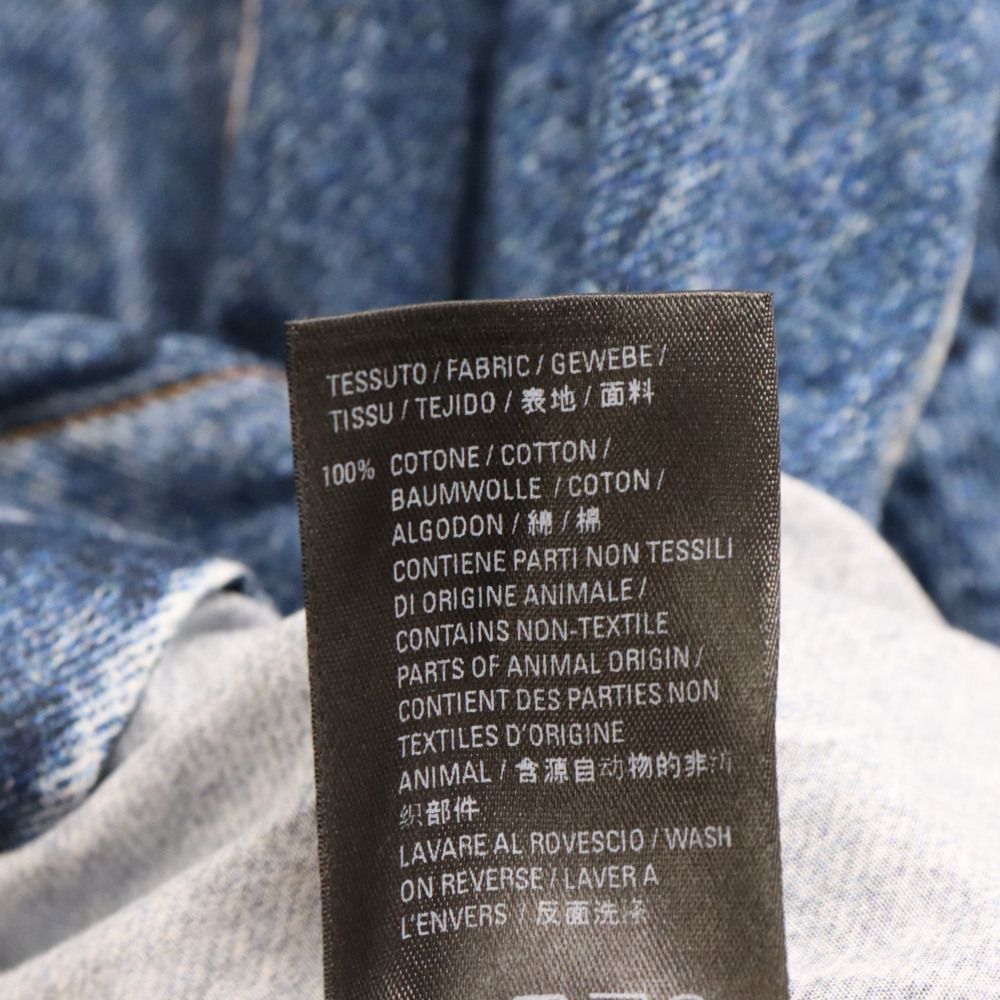 TESSUTO / FABRIC / GEWEBE /
TISSU / TEJIDO / 表地 / 面料
100% COTONE / COTTON /
BAUMWOLLE / COTON /
ALGODON / 綿 / 棉
CONTIENE PARTI NON TESSILI
DI ORIGINE ANIMALE /
CONTAINS NON-TEXTILE
PARTS OF ANIMAL ORIGIN /
CONTIENT DES PARTIES NON
TEXTILES D'ORIGINE
ANIMAL / 含源自动物的非纺
织部件
LAVARE AL ROVESCIO / WASH
ON REVERSE / LAVER A
L'ENVERS / 反面洗涤